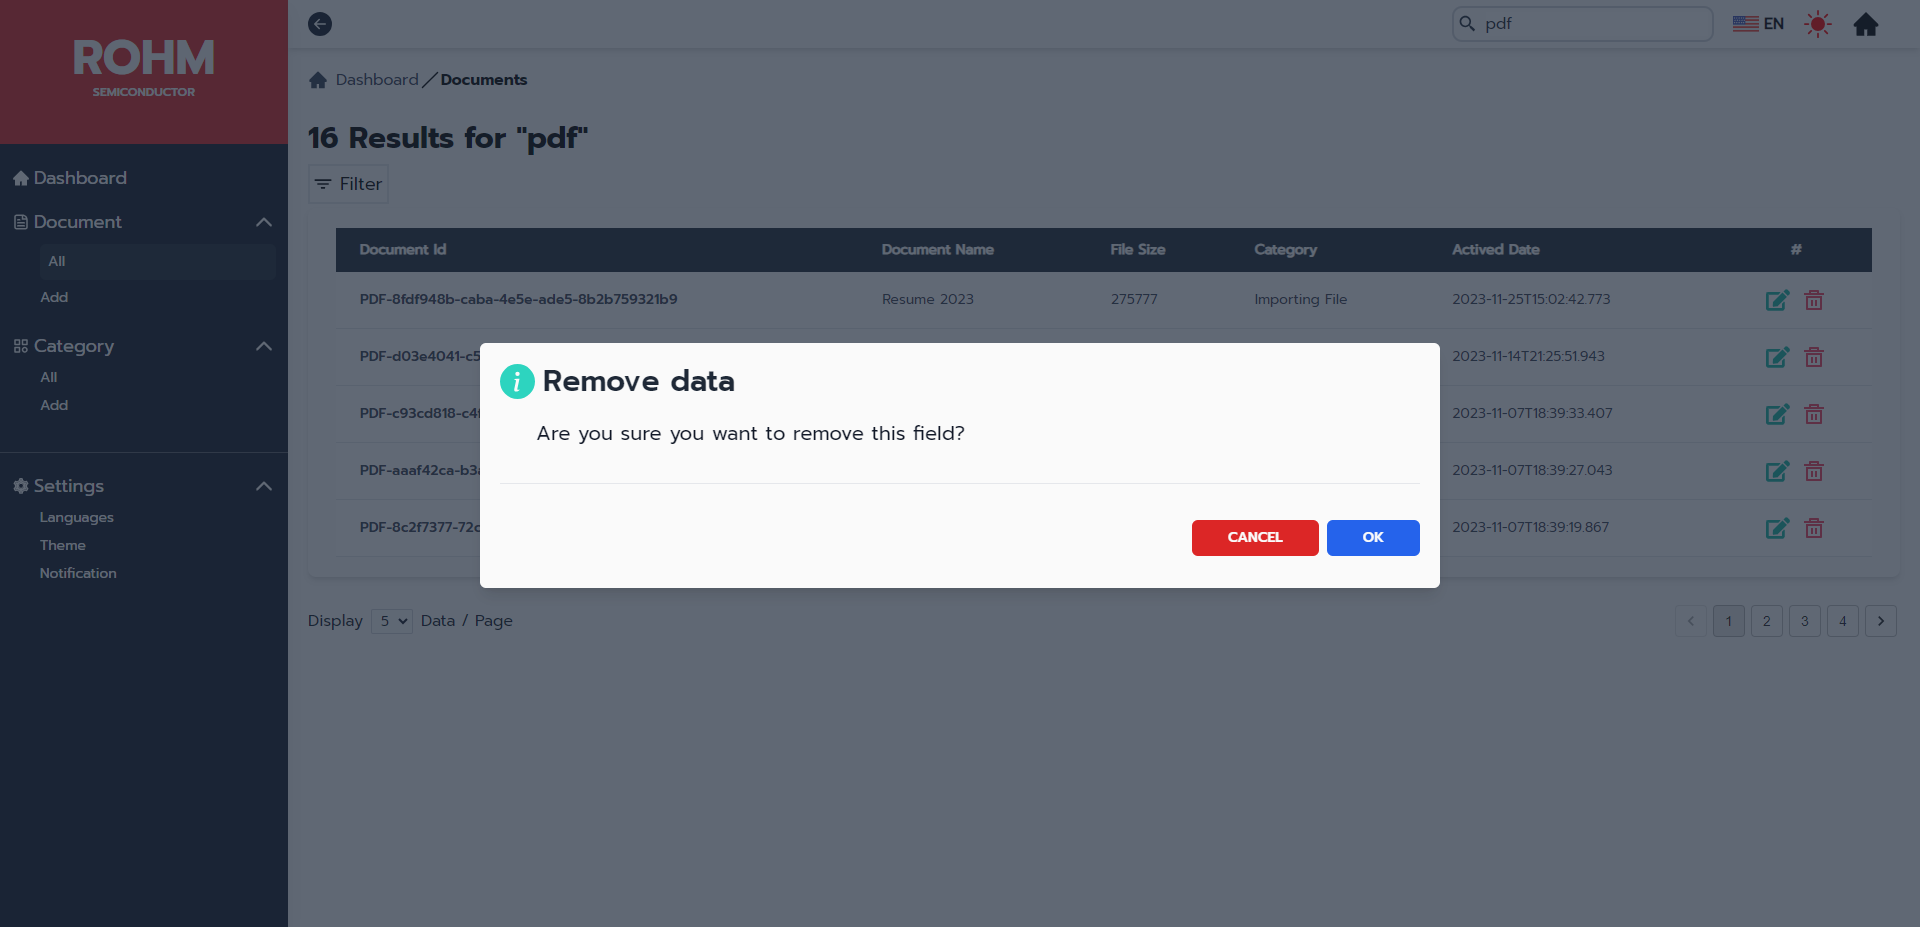 ROHM
SEMICONDUCTOR
Dashboard
Document
All
Add
Category
All
Add
Settings
Languages
Theme
Notification
pdf
EN
Dashboard / Documents
16 Results for "pdf"
Filter
Document Id Document Name File Size Category Actived Date #
PDF-8fdf948b-caba-4e5e-ade5-8b2b759321b9 Resume 2023 275777 Importing File 2023-11-25T15:02:42.773
PDF-d03e4041-c5 2023-11-14T21:25:51.943
PDF-c93cd818-c4f 2023-11-07T18:39:33.407
PDF-aaaf42ca-b3a 2023-11-07T18:39:27.043
PDF-8c2f7377-72c 2023-11-07T18:39:19.867
i Remove data
Are you sure you want to remove this field?
CANCEL OK
Display 5 Data / Page
1 2 3 4